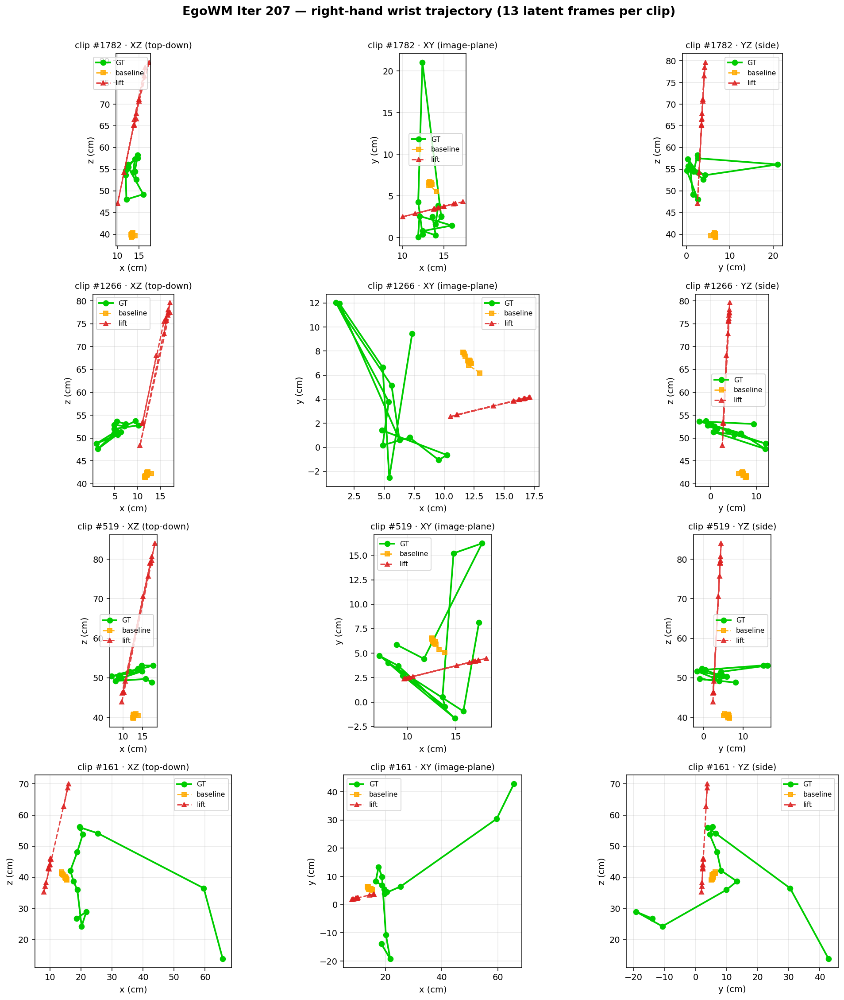 EgoWM Iter 207 — right-hand wrist trajectory (13 latent frames per clip)
clip #1782 · XZ (top-down)
GT
baseline
lift
70
65
60
55
50
45
40
z (cm)
10 15
x (cm)
clip #1782 · XY (image-plane)
GT
baseline
lift
20
15
10
5
0
y (cm)
10 15
x (cm)
clip #1782 · YZ (side)
GT
baseline
lift
80
75
70
65
60
55
50
45
40
z (cm)
0 10 20
y (cm)
clip #1266 · XZ (top-down)
GT
baseline
lift
80
75
70
65
60
55
50
45
40
z (cm)
5 10 15
x (cm)
clip #1266 · XY (image-plane)
GT
baseline
lift
12
10
8
6
4
2
0
−2
y (cm)
2.5 5.0 7.5 10.0 12.5 15.0 17.5
x (cm)
clip #1266 · YZ (side)
GT
baseline
lift
80
75
70
65
60
55
50
45
40
z (cm)
0 10
y (cm)
clip #519 · XZ (top-down)
GT
baseline
lift
80
70
60
50
40
z (cm)
10 15
x (cm)
clip #519 · XY (image-plane)
GT
baseline
lift
15.0
12.5
10.0
7.5
5.0
2.5
0.0
−2.5
y (cm)
10 15
x (cm)
clip #519 · YZ (side)
GT
baseline
lift
80
70
60
50
40
z (cm)
0 10
y (cm)
clip #161 · XZ (top-down)
GT
baseline
lift
70
60
50
40
30
20
z (cm)
10 20 30 40 50 60
x (cm)
clip #161 · XY (image-plane)
GT
baseline
lift
40
30
20
10
0
−10
−20
y (cm)
20 40 60
x (cm)
clip #161 · YZ (side)
GT
baseline
lift
70
60
50
40
30
20
z (cm)
−20 −10 0 10 20 30 40
y (cm)